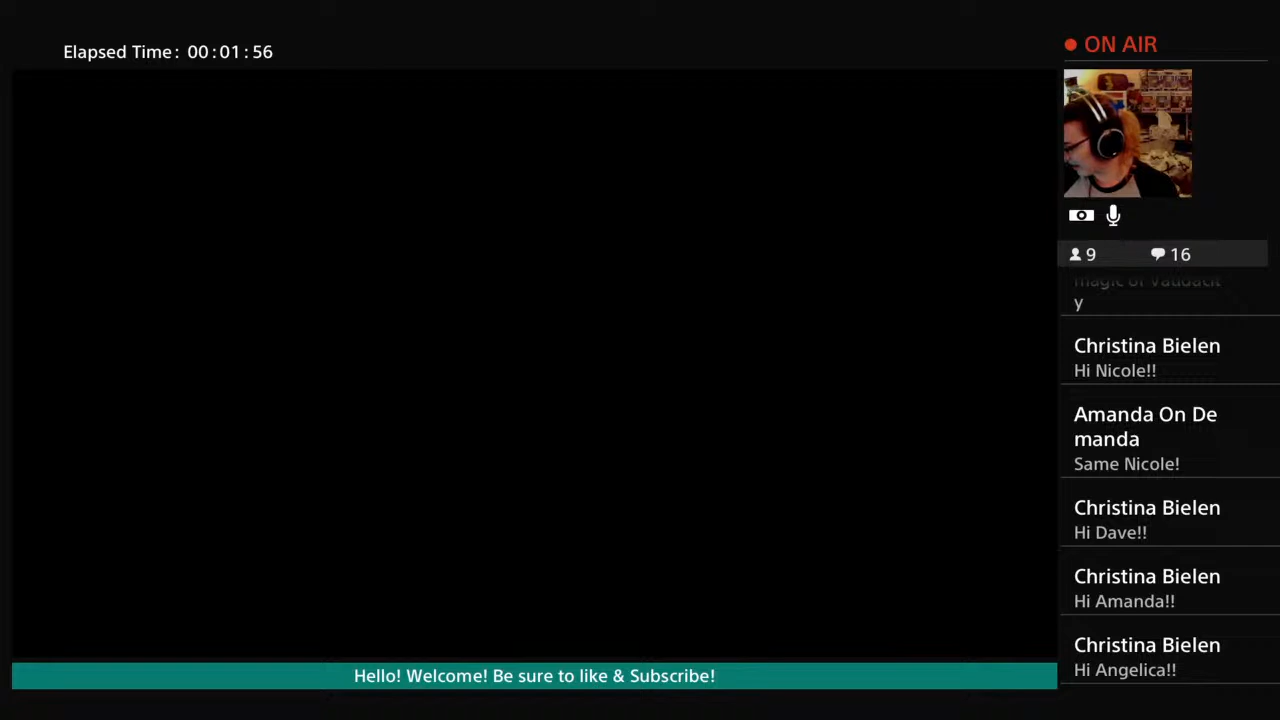 Elapsed Time: 00:01:56
ON AIR
9
16
magic of
y
Christina Bielen
Hi Nicole!!
Amanda On De
manda
Same Nicole!
Christina Bielen
Hi Dave!!
Christina Bielen
Hi Amanda!!
Christina Bielen
Hi Angelica!!
Hello! Welcome! Be sure to like & Subscribe!